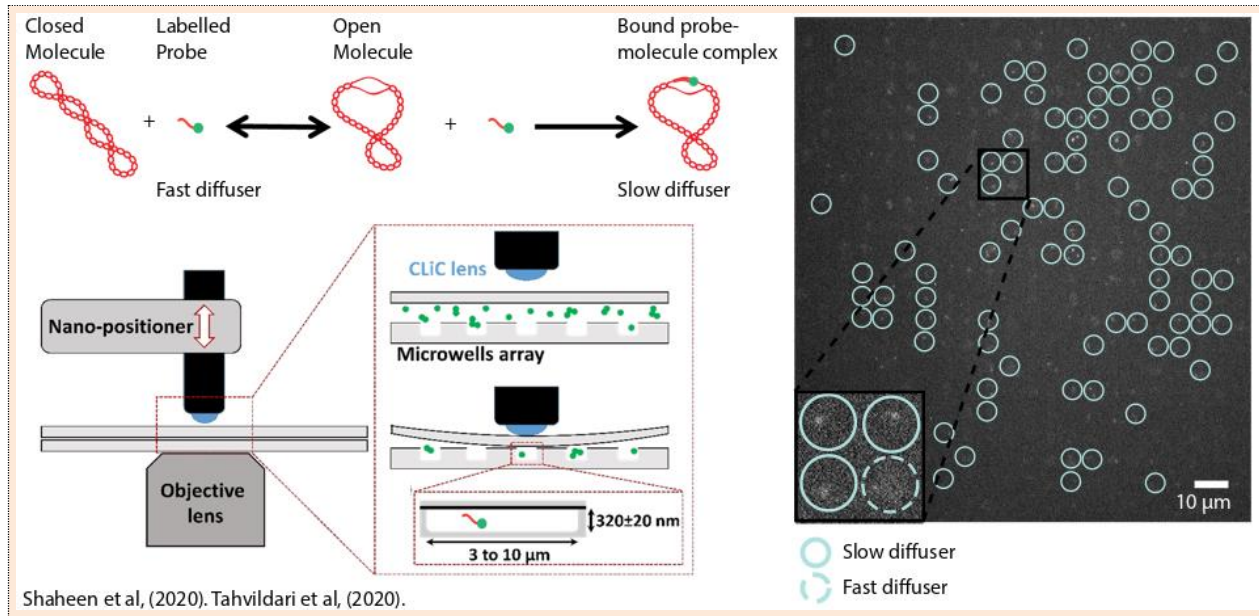 Closed
Molecule
Labelled
Probe
Open
Molecule
Bound probe-
molecule complex
+
+
Fast diffuser
Slow diffuser
Nano-positioner
Objective
lens
CLiC lens
Microwells array
320±20 nm
3 to 10 µm
10 µm
Slow diffuser
Fast diffuser
Shaheen et al, (2020). Tahvildari et al, (2020).